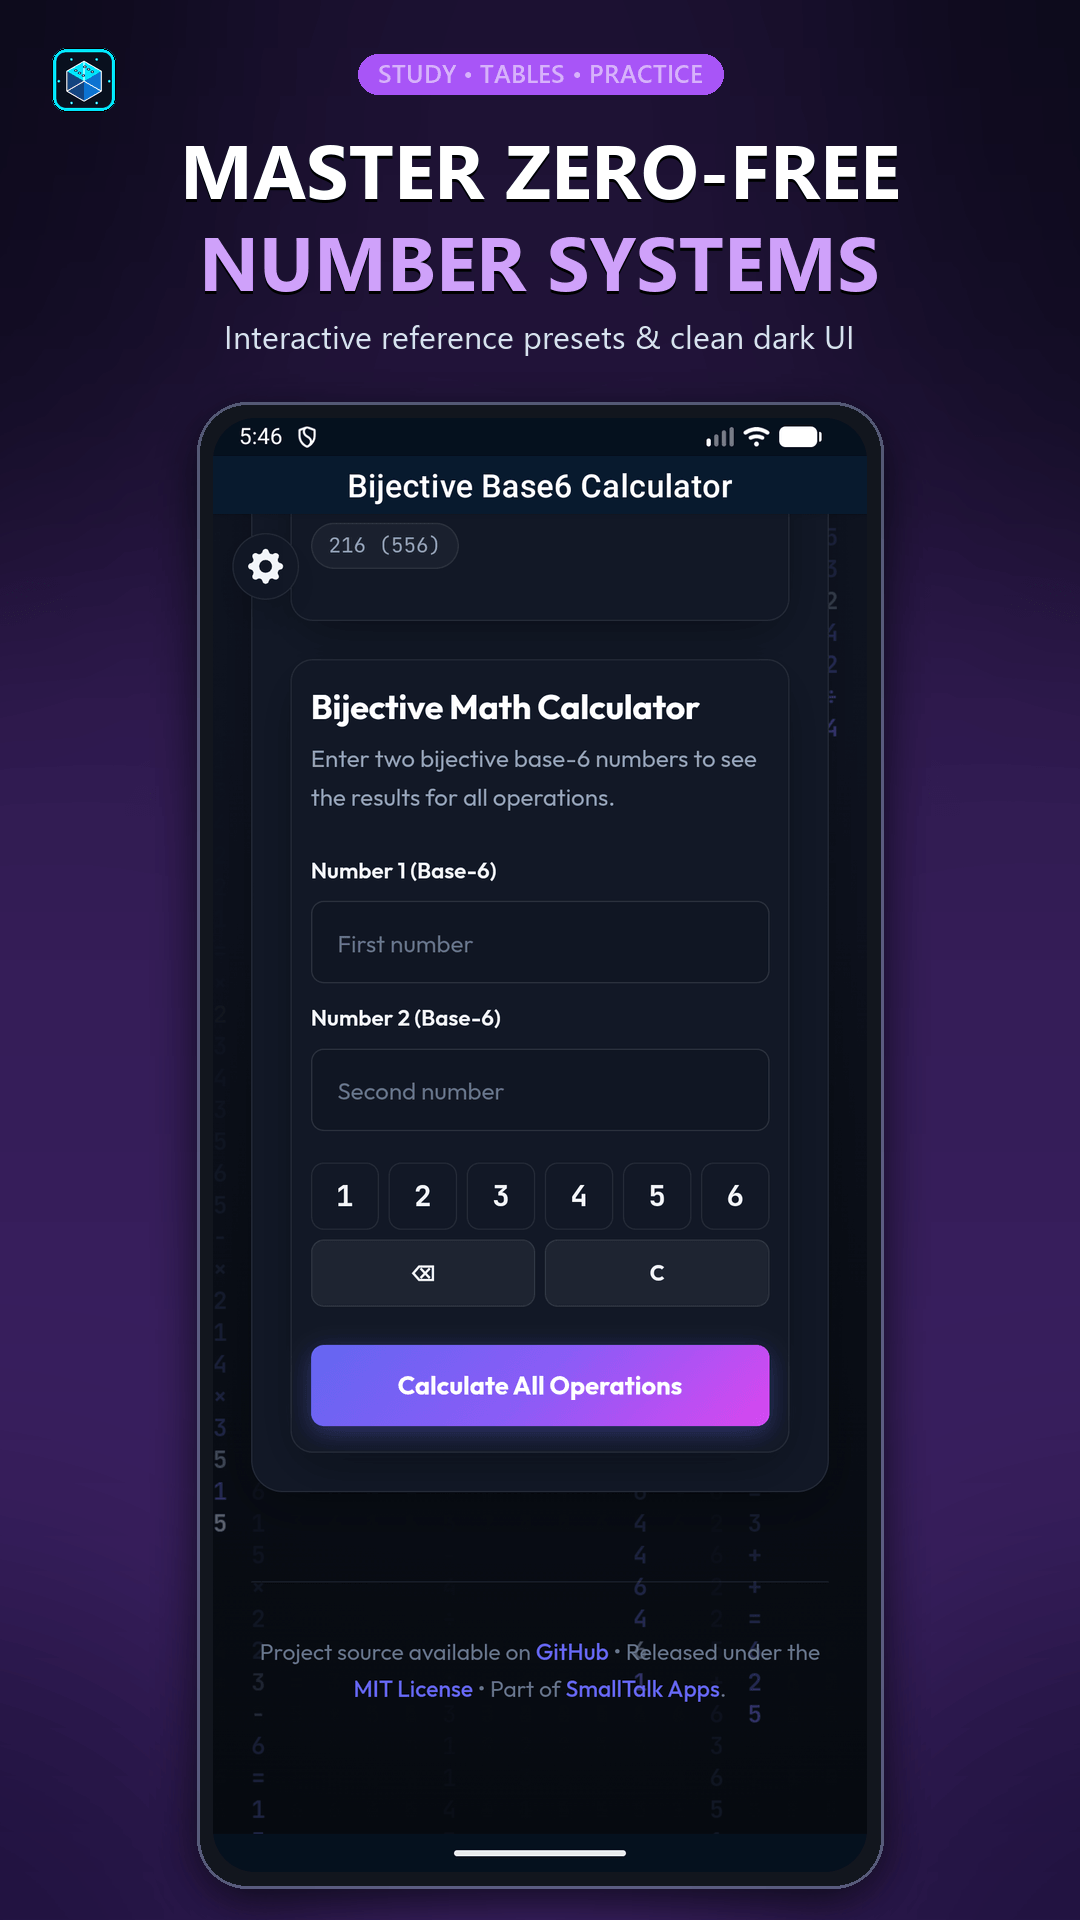 STUDY • TABLES • PRACTICE
MASTER ZERO-FREE
NUMBER SYSTEMS
Interactive reference presets & clean dark UI
5:46
Bijective Base6 Calculator
216 (556)
Bijective Math Calculator
Enter two bijective base-6 numbers to see
the results for all operations.
Number 1 (Base-6)
First number
Number 2 (Base-6)
Second number
1 2 3 4 5 6
C
Calculate All Operations
Project source available on GitHub • Released under the
MIT License • Part of SmallTalk Apps.